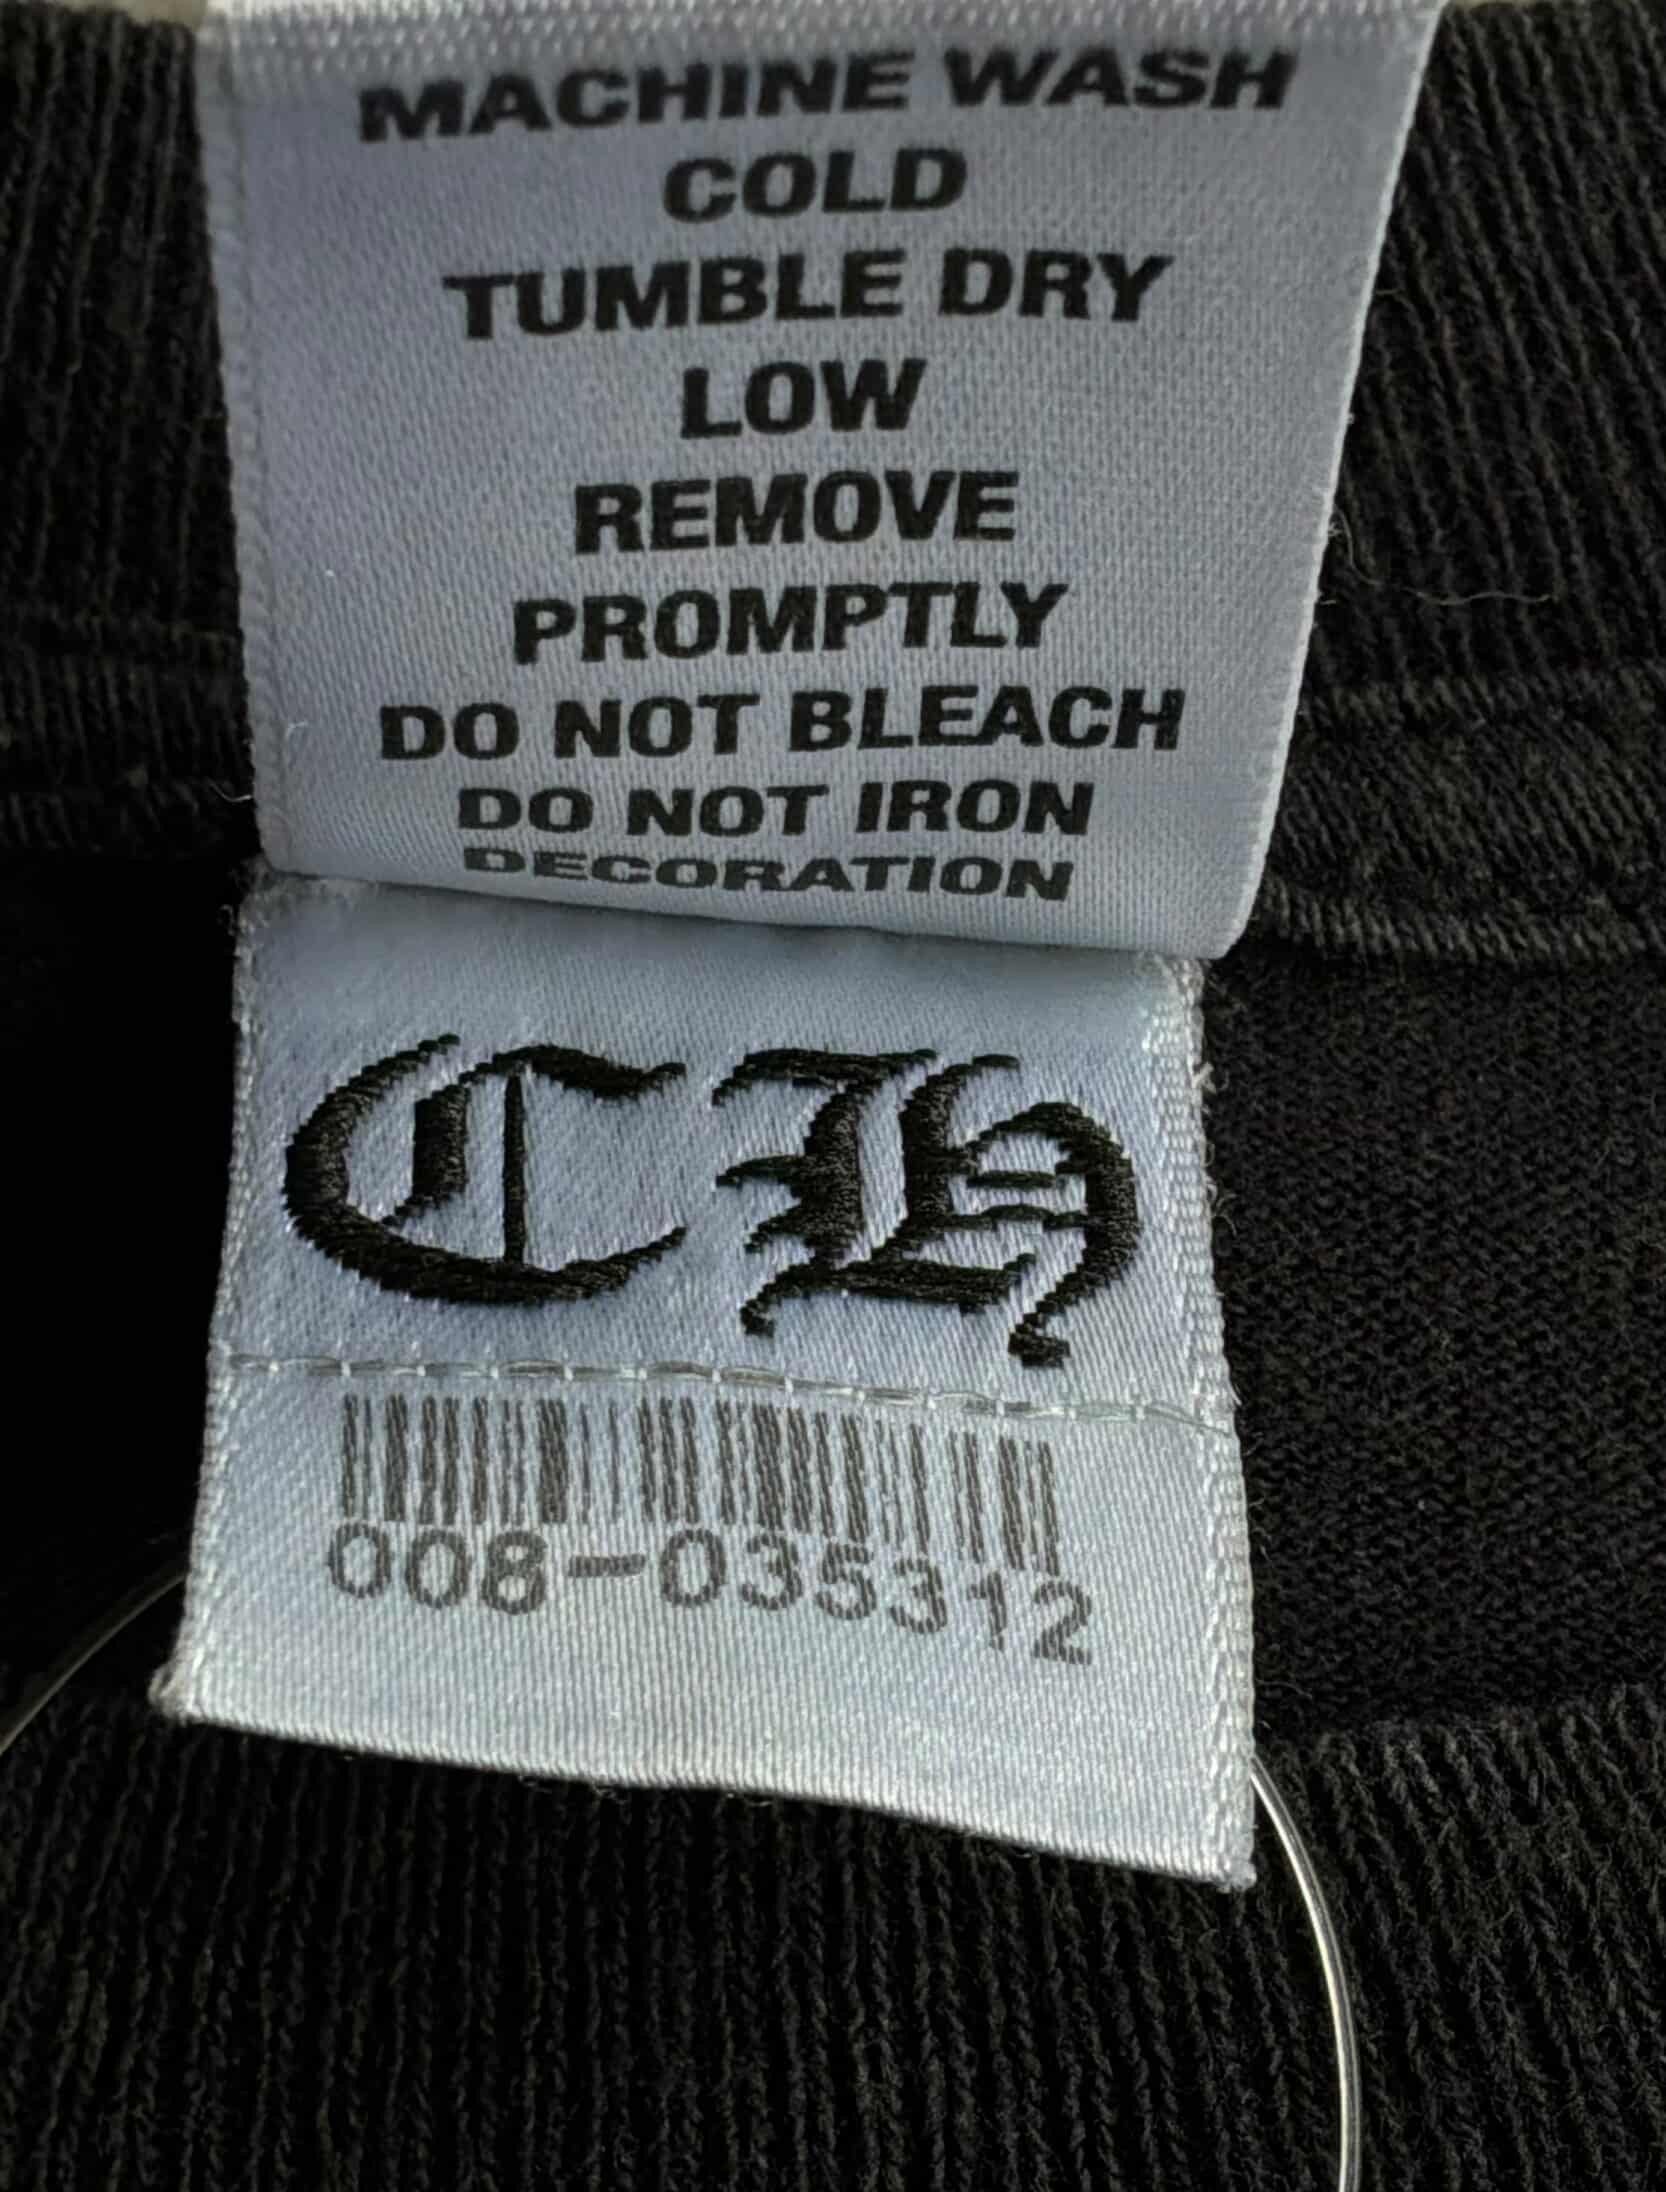 MACHINE WASH
COLD
TUMBLE DRY
LOW
REMOVE
PROMPTLY
DO NOT BLEACH
DO NOT IRON
DECORATION
CH
008-035312